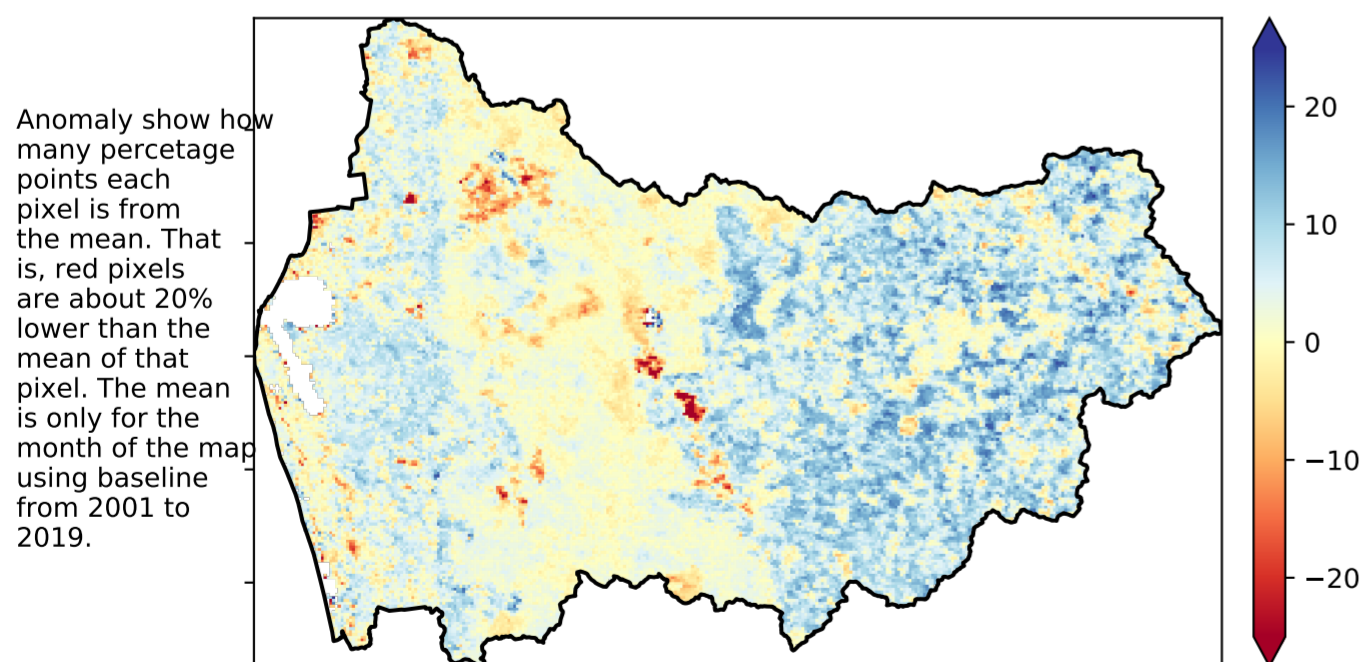 Anomaly show how
many percetage
points each
pixel is from
the mean. That
is, red pixels
are about 20%
lower than the
mean of that
pixel. The mean
is only for the
month of the map
using baseline
from 2001 to
2019.
20
10
0
−10
−20